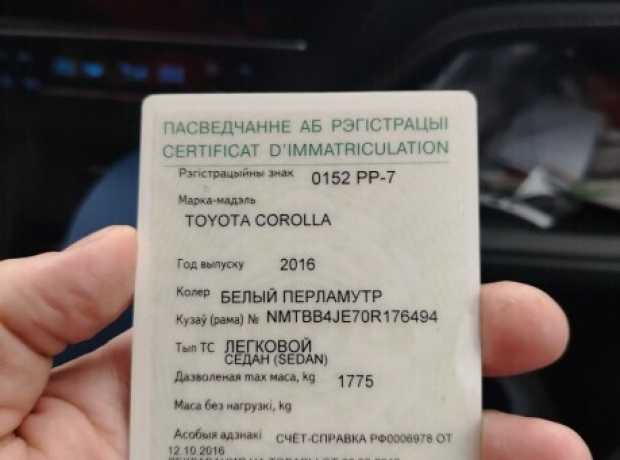 ПАСВЕДЧАННЕ АБ РЭГІСТРАЦЫІ
CERTIFICAT D'IMMATRICULATION
Рэгістрацыйны знак 0152 PP-7
Марка-мадэль
TOYOTA COROLLA
Год выпуску 2016
Колер БЕЛЫЙ ПЕРЛАМУТР
Кузаў (рама) № NMTBB4JE70R176494
Тып ТС ЛЕГКОВОЙ
СЕДАН (SEDAN)
Дазволеная max маса, kg 1775
Маса без нагрузкі, kg
Асобыя адзнакі СЧЁТ-СПРАВКА РФ0006978 ОТ
12.10.2016